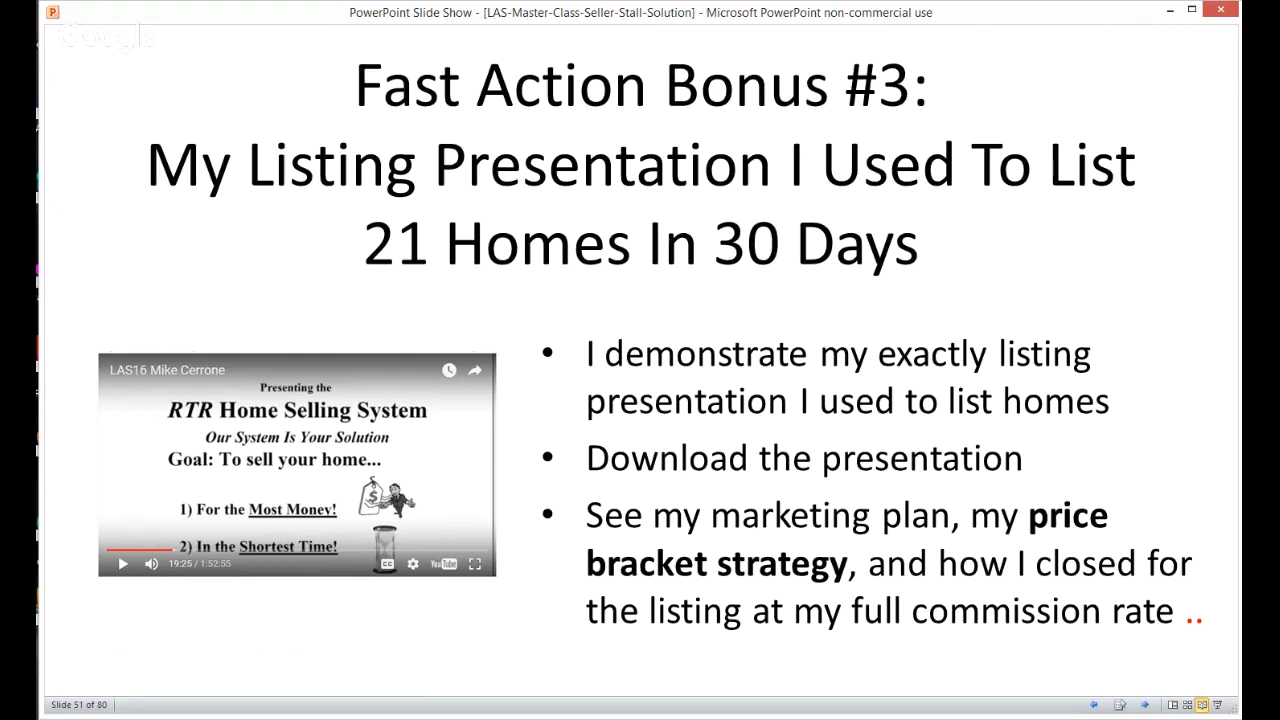 PowerPoint Slide Show - [LAS-Master-Class-Seller-Stall-Solution] - Microsoft PowerPoint non-commercial use
Google
Fast Action Bonus #3:
My Listing Presentation I Used To List
21 Homes In 30 Days
LAS16 Mike Cerrone
Presenting the
RTR Home Selling System
Our System Is Your Solution
Goal: To sell your home...
1) For the Most Money!
2) In the Shortest Time!
19:25 / 1:52:55
CC
YouTube
• I demonstrate my exactly listing
presentation I used to list homes
• Download the presentation
• See my marketing plan, my price
bracket strategy, and how I closed for
the listing at my full commission rate ..
Slide 51 of 80